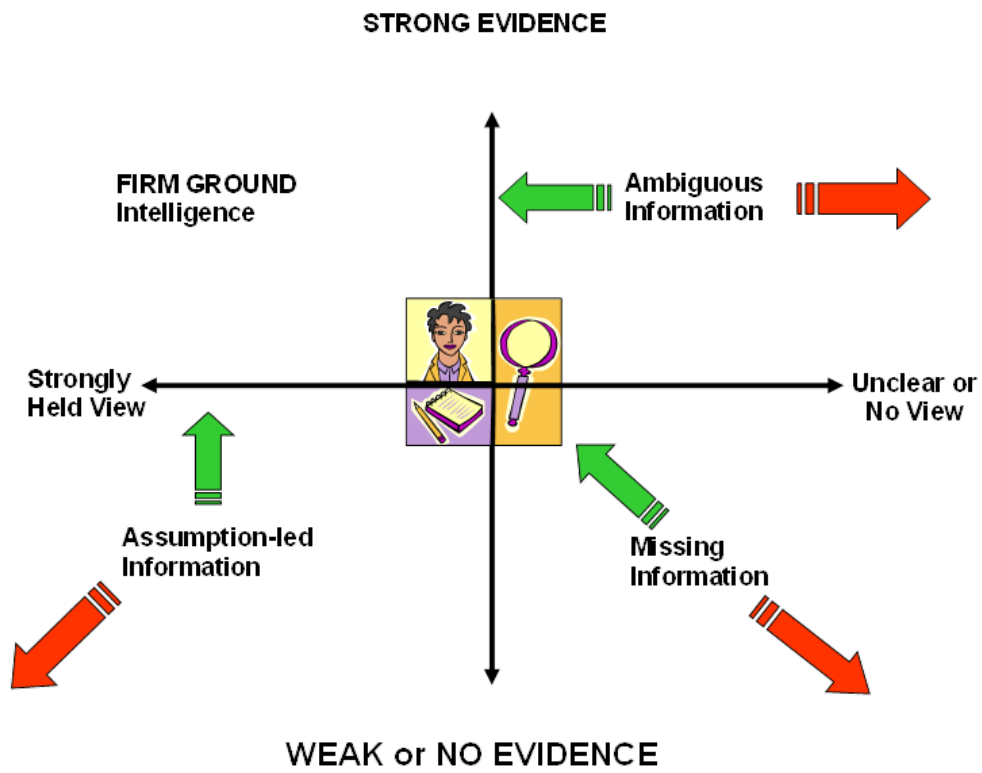 STRONG EVIDENCE
FIRM GROUND
Intelligence
Ambiguous
Information
Strongly
Held View
Unclear or
No View
Assumption-led
Information
Missing
Information
WEAK or NO EVIDENCE